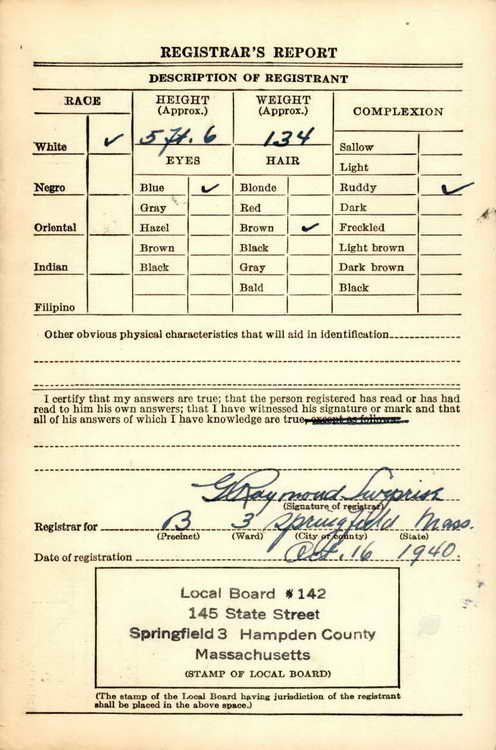 REGISTRAR'S REPORT
DESCRIPTION OF REGISTRANT
RACE
HEIGHT (Approx.)
WEIGHT (Approx.)
COMPLEXION
White ✓
5 ft. 6
134
Sallow
EYES
HAIR
Light
Negro
Blue ✓
Blonde
Ruddy ✓
Gray
Red
Dark
Oriental
Hazel
Brown ✓
Freckled
Brown
Black
Light brown
Indian
Black
Gray
Dark brown
Bald
Black
Filipino
Other obvious physical characteristics that will aid in identification
I certify that my answers are true; that the person registered has read or has had
read to him his own answers; that I have witnessed his signature or mark and that
all of his answers of which I have knowledge are true, except as follows:
G Raymond Surprise
(Signature of registrar)
Registrar for B 3 Springfield Mass.
(Precinct) (Ward) (City or county) (State)
Date of registration Oct. 16 1940.
Local Board # 142
145 State Street
Springfield 3 Hampden County
Massachusetts
(STAMP OF LOCAL BOARD)
(The stamp of the Local Board having jurisdiction of the registrant
shall be placed in the above space.)